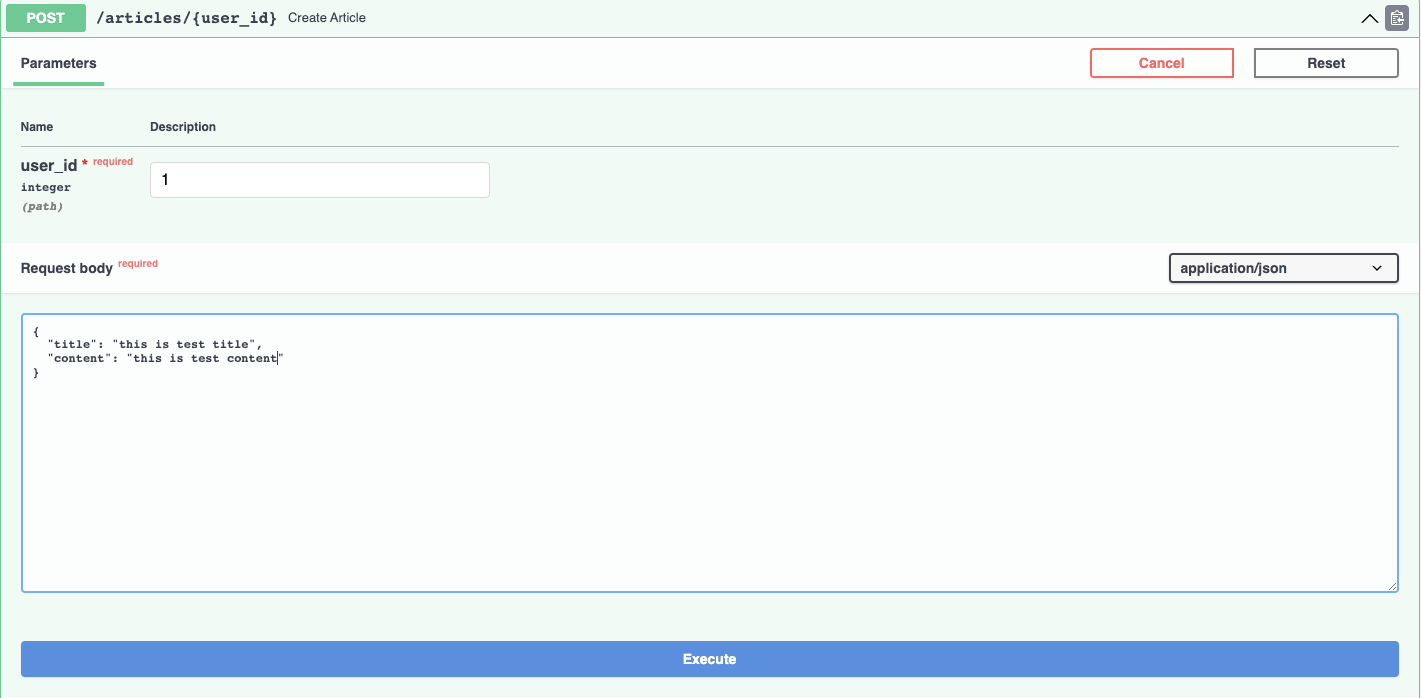 POST /articles/{user_id} Create Article
Parameters
Cancel
Reset
Name Description
user_id * required
integer
(path)
1
Request body required
application/json
{
  "title": "this is test title",
  "content": "this is test content"
}
Execute